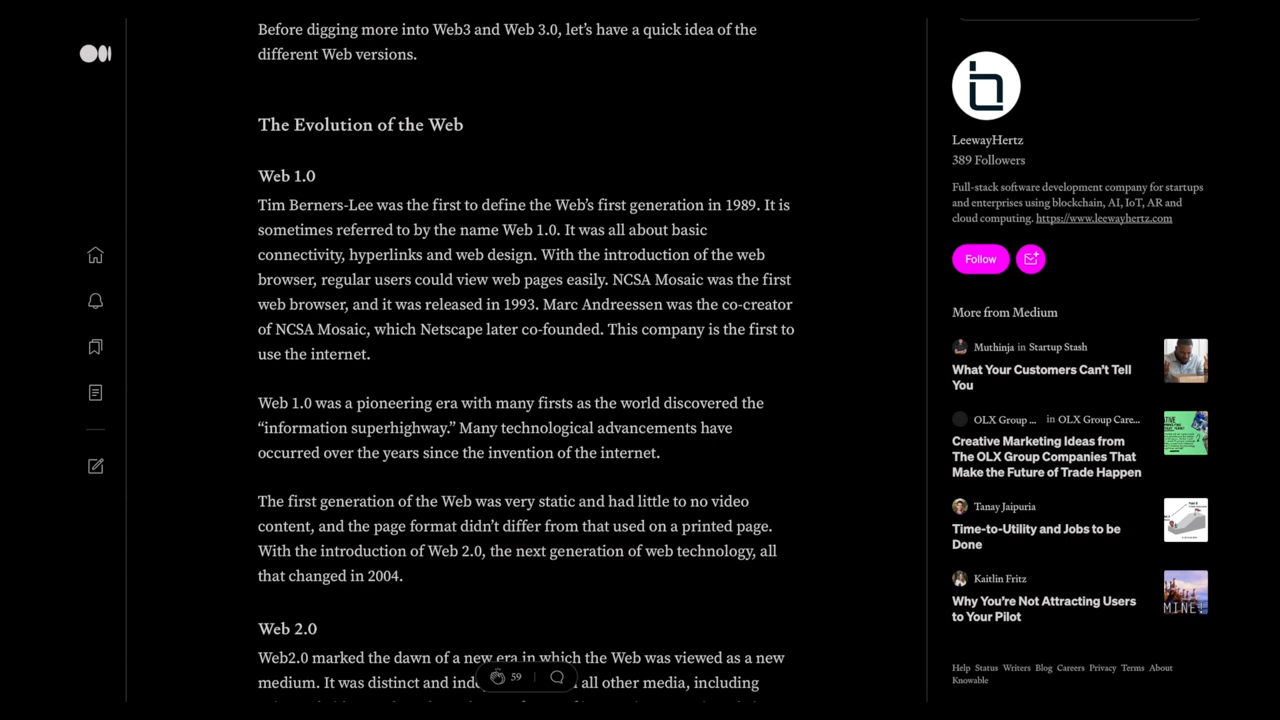 Before digging more into Web3 and Web 3.0, let’s have a quick idea of the
different Web versions.
The Evolution of the Web
Web 1.0
Tim Berners-Lee was the first to define the Web’s first generation in 1989. It is
sometimes referred to by the name Web 1.0. It was all about basic
connectivity, hyperlinks and web design. With the introduction of the web
browser, regular users could view web pages easily. NCSA Mosaic was the first
web browser, and it was released in 1993. Marc Andreessen was the co-creator
of NCSA Mosaic, which Netscape later co-founded. This company is the first to
use the internet.
Web 1.0 was a pioneering era with many firsts as the world discovered the
“information superhighway.” Many technological advancements have
occurred over the years since the invention of the internet.
The first generation of the Web was very static and had little to no video
content, and the page format didn’t differ from that used on a printed page.
With the introduction of Web 2.0, the next generation of web technology, all
that changed in 2004.
Web 2.0
Web2.0 marked the dawn of a new era in which the Web was viewed as a new
medium. It was distinct and all other media, including
59
LeewayHertz
389 Followers
Full-stack software development company for startups
and enterprises using blockchain, AI, IoT, AR and
cloud computing. https://www.leewayhertz.com
Follow
More from Medium
Muthinja in Startup Stash
What Your Customers Can’t Tell
You
OLX Group ... in OLX Group Care...
Creative Marketing Ideas from
The OLX Group Companies That
Make the Future of Trade Happen
Tanay Jaipuria
Time-to-Utility and Jobs to be
Done
Kaitlin Fritz
Why You’re Not Attracting Users
to Your Pilot
MINE!
Help Status Writers Blog Careers Privacy Terms About
Knowable